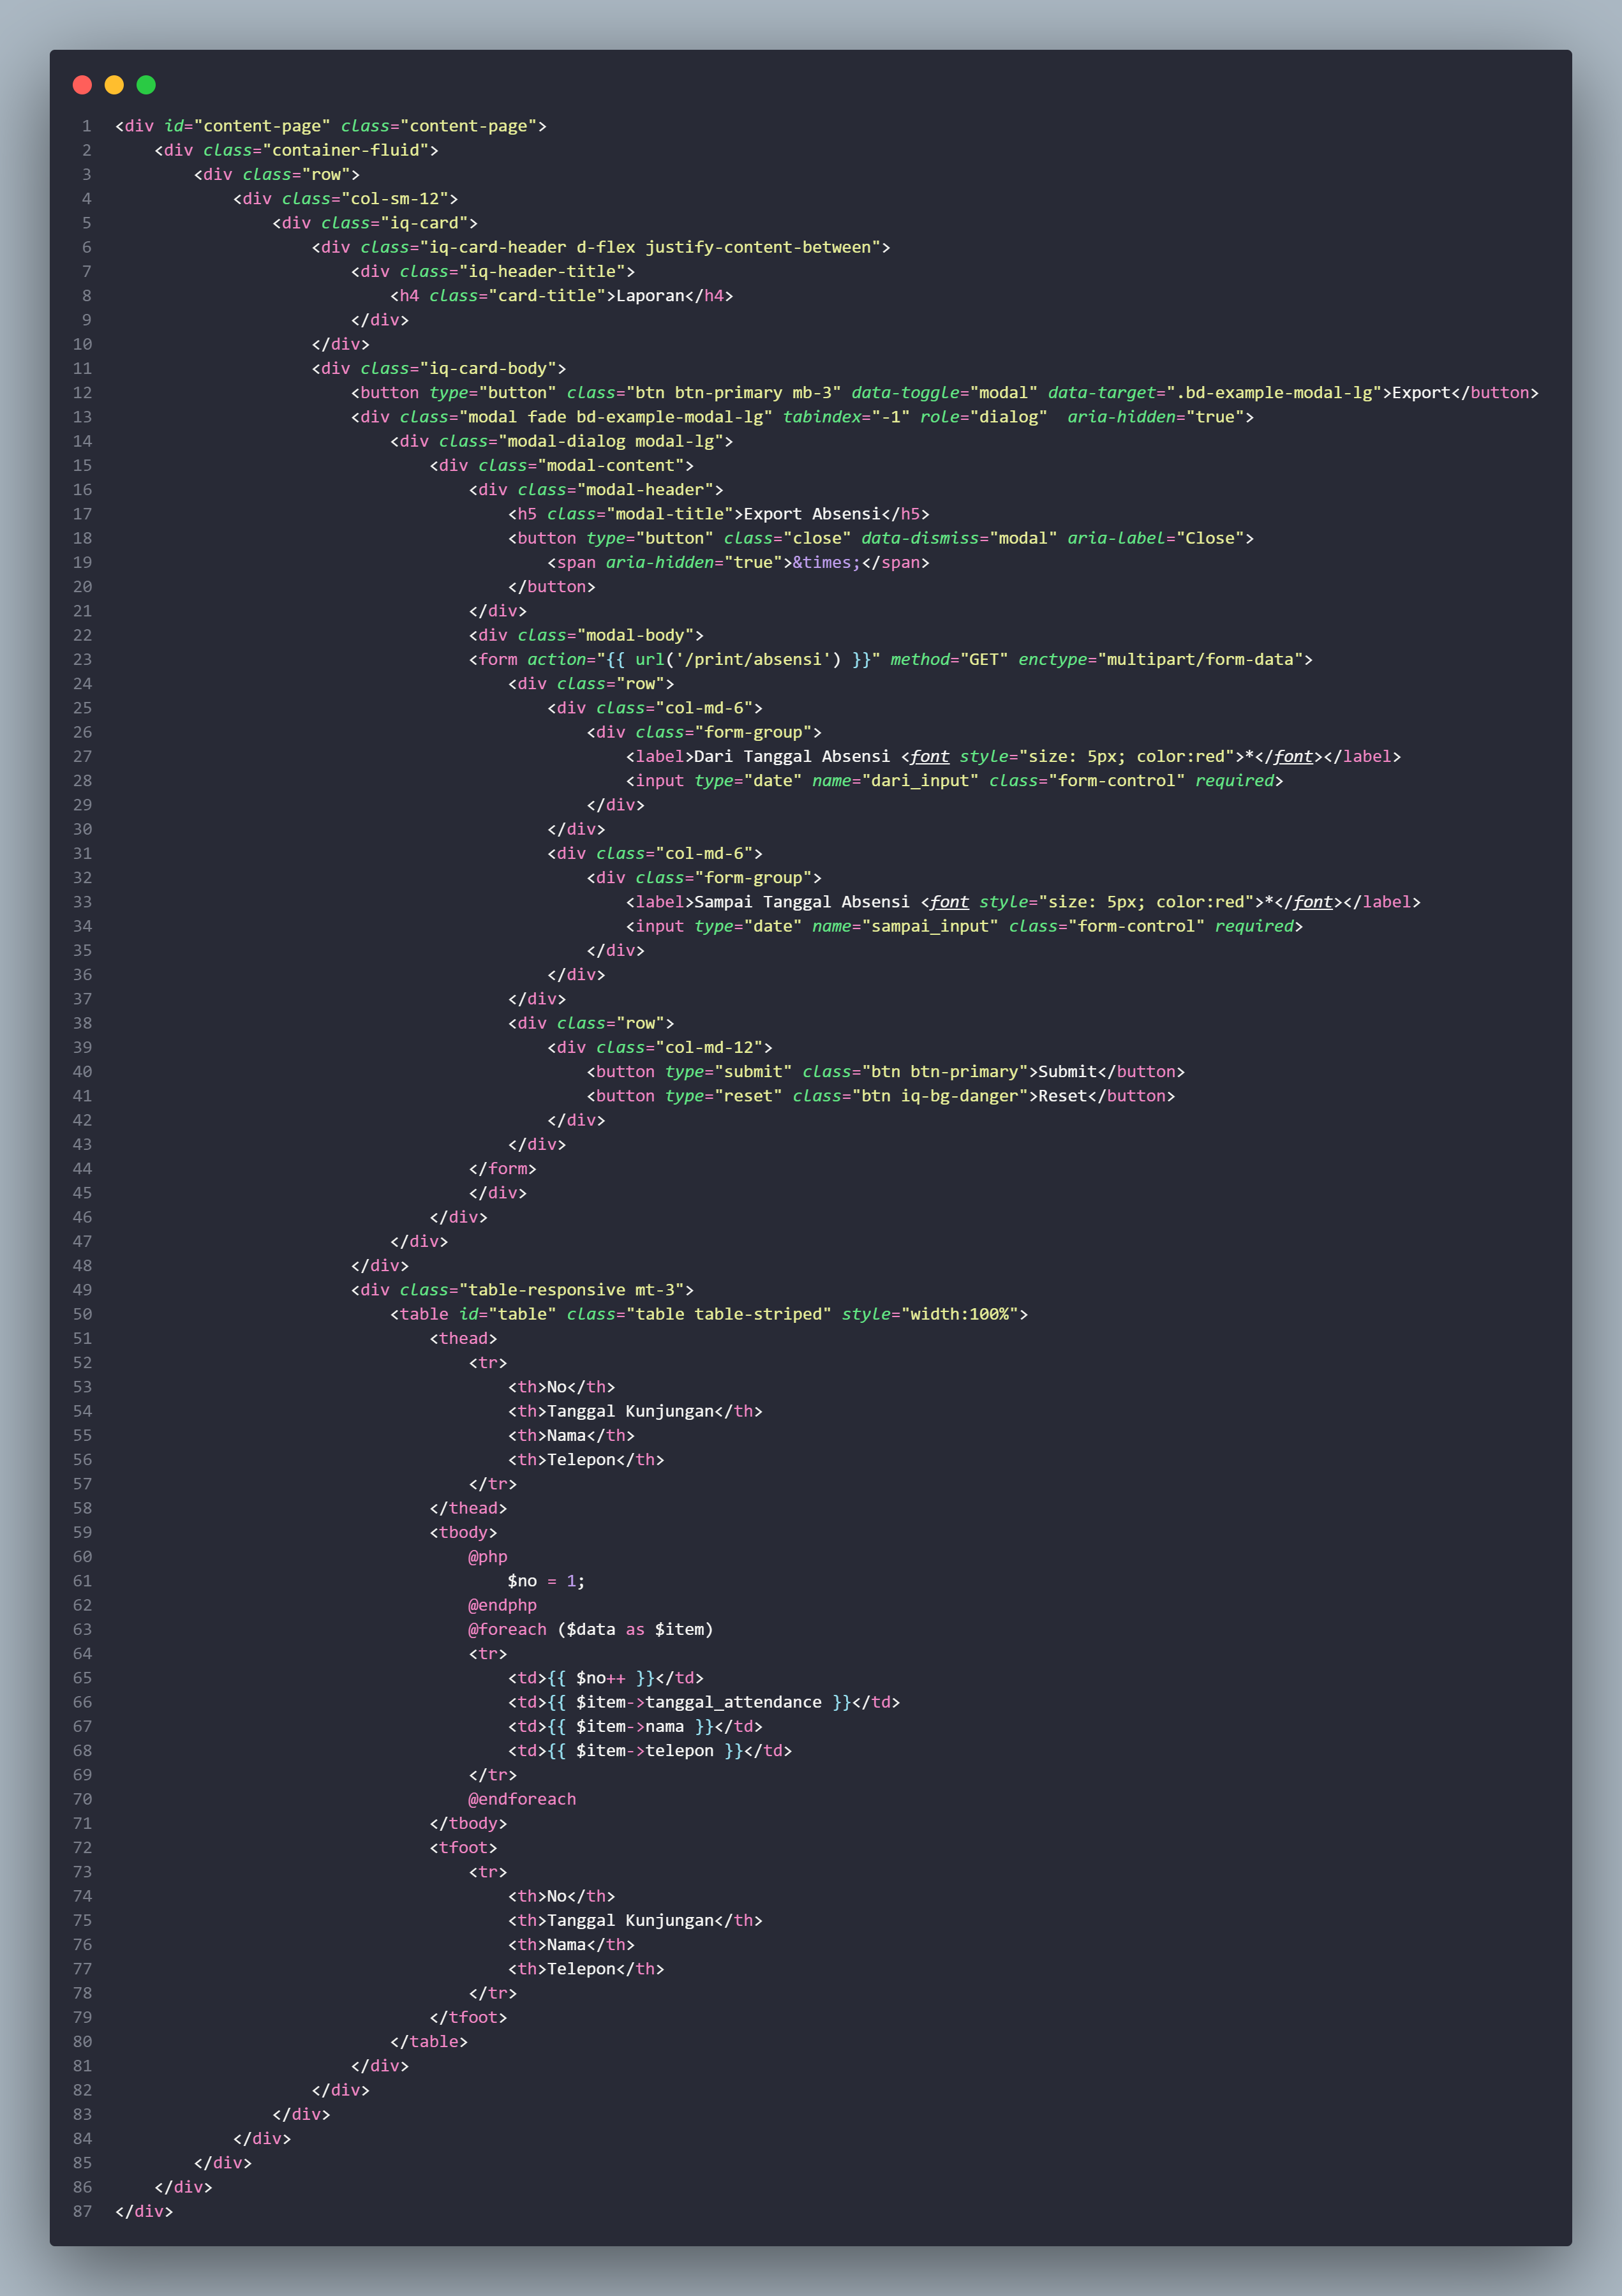 1 <div id="content-page" class="content-page">
2 <div class="container-fluid">
3 <div class="row">
4 <div class="col-sm-12">
5 <div class="iq-card">
6 <div class="iq-card-header d-flex justify-content-between">
7 <div class="iq-header-title">
8 <h4 class="card-title">Laporan</h4>
9 </div>
10 </div>
11 <div class="iq-card-body">
12 <button type="button" class="btn btn-primary mb-3" data-toggle="modal" data-target=".bd-example-modal-lg">Export</button>
13 <div class="modal fade bd-example-modal-lg" tabindex="-1" role="dialog"  aria-hidden="true">
14 <div class="modal-dialog modal-lg">
15 <div class="modal-content">
16 <div class="modal-header">
17 <h5 class="modal-title">Export Absensi</h5>
18 <button type="button" class="close" data-dismiss="modal" aria-label="Close">
19 <span aria-hidden="true">&times;</span>
20 </button>
21 </div>
22 <div class="modal-body">
23 <form action="{{ url('/print/absensi') }}" method="GET" enctype="multipart/form-data">
24 <div class="row">
25 <div class="col-md-6">
26 <div class="form-group">
27 <label>Dari Tanggal Absensi <font style="size: 5px; color:red">*</font></label>
28 <input type="date" name="dari_input" class="form-control" required>
29 </div>
30 </div>
31 <div class="col-md-6">
32 <div class="form-group">
33 <label>Sampai Tanggal Absensi <font style="size: 5px; color:red">*</font></label>
34 <input type="date" name="sampai_input" class="form-control" required>
35 </div>
36 </div>
37 </div>
38 <div class="row">
39 <div class="col-md-12">
40 <button type="submit" class="btn btn-primary">Submit</button>
41 <button type="reset" class="btn iq-bg-danger">Reset</button>
42 </div>
43 </div>
44 </form>
45 </div>
46 </div>
47 </div>
48 </div>
49 <div class="table-responsive mt-3">
50 <table id="table" class="table table-striped" style="width:100%">
51 <thead>
52 <tr>
53 <th>No</th>
54 <th>Tanggal Kunjungan</th>
55 <th>Nama</th>
56 <th>Telepon</th>
57 </tr>
58 </thead>
59 <tbody>
60 @php
61 $no = 1;
62 @endphp
63 @foreach ($data as $item)
64 <tr>
65 <td>{{ $no++ }}</td>
66 <td>{{ $item->tanggal_attendance }}</td>
67 <td>{{ $item->nama }}</td>
68 <td>{{ $item->telepon }}</td>
69 </tr>
70 @endforeach
71 </tbody>
72 <tfoot>
73 <tr>
74 <th>No</th>
75 <th>Tanggal Kunjungan</th>
76 <th>Nama</th>
77 <th>Telepon</th>
78 </tr>
79 </tfoot>
80 </table>
81 </div>
82 </div>
83 </div>
84 </div>
85 </div>
86 </div>
87 </div>